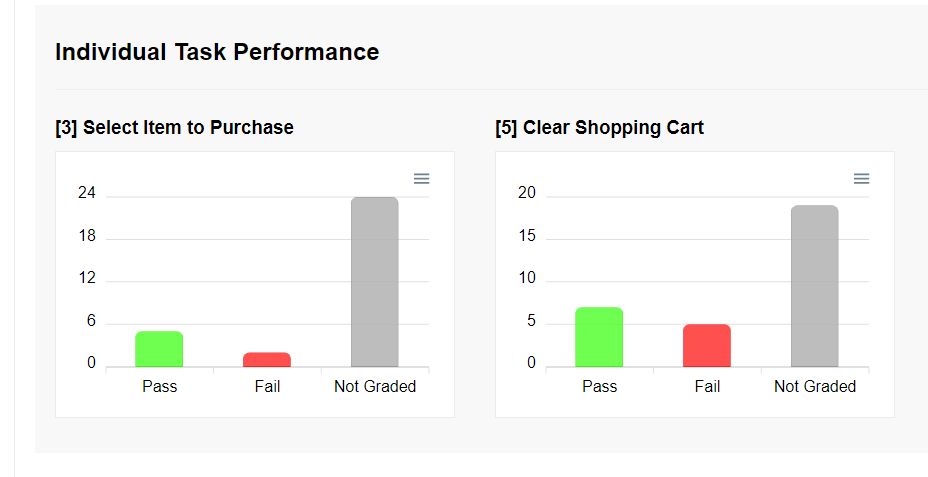 Individual Task Performance
[3] Select Item to Purchase
24
18
12
6
0
Pass Fail Not Graded
[5] Clear Shopping Cart
20
15
10
5
0
Pass Fail Not Graded